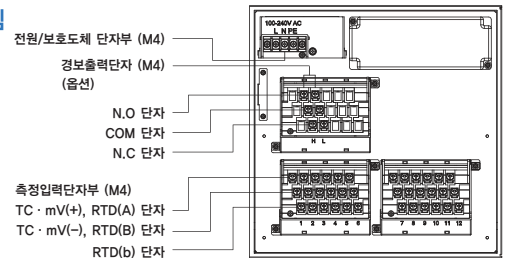 전원/보호도체 단자부 (M4)
경보출력단자 (M4)
(옵션)
N.O 단자
COM 단자
N.C 단자
측정입력단자부 (M4)
TC · mV(+), RTD(A) 단자
TC · mV(−), RTD(B) 단자
RTD(b) 단자
100-240V AC
L N PE
H L
1 2 3 4 5 6
7 8 9 10 11 12